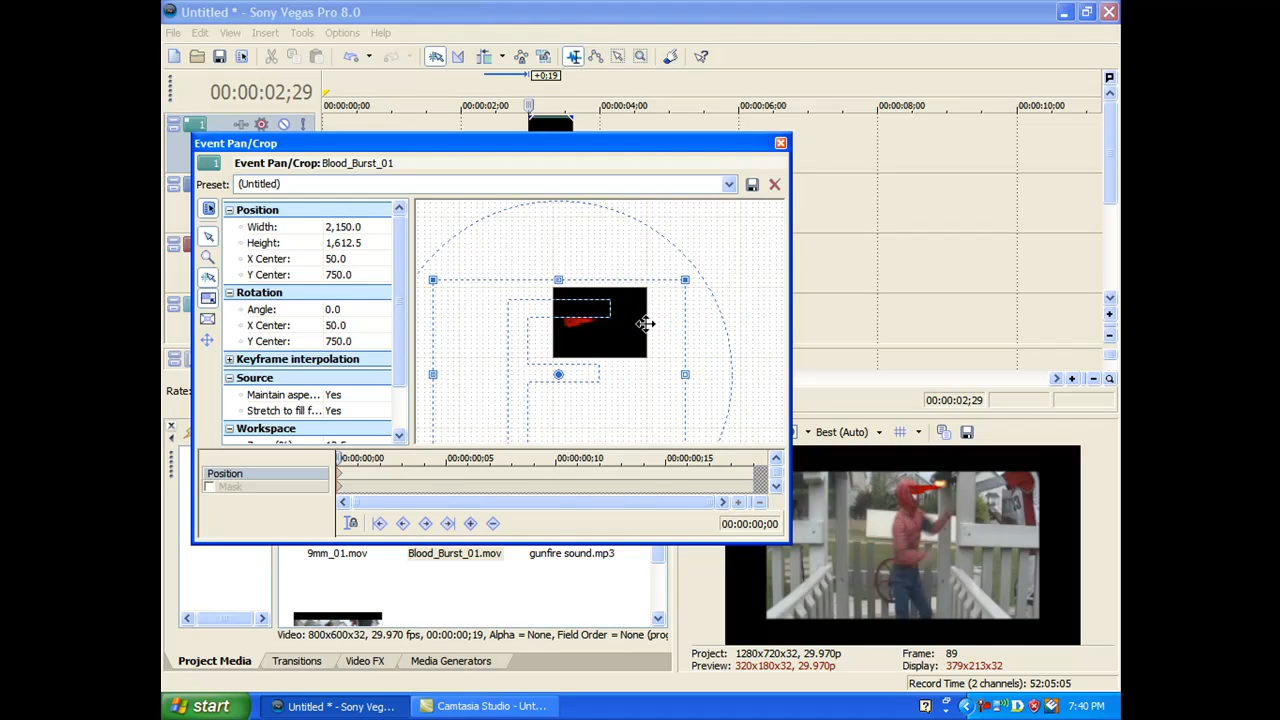 Untitled * - Sony Vegas Pro 8.0
File Edit View Insert Tools Options Help
+0;19
00:00:02;29
00:00:00;00 00:00:02;00 00:00:04;00 00:00:06;00 00:00:08;00 00:00:10;00
1
Event Pan/Crop
1 Event Pan/Crop: Blood_Burst_01
Preset: (Untitled)
Position
Width: 2,150.0
Height: 1,612.5
X Center: 50.0
Y Center: 750.0
Rotation
Angle: 0.0
X Center: 50.0
Y Center: 750.0
Keyframe interpolation
Source
Maintain aspe... Yes
Stretch to fill f... Yes
Workspace
Rate:
00:00:02;29
Best (Auto)
00:00:00;00 00:00:00;05 00:00:00;10 00:00:00;15
Position
Mask
00:00:00;00
9mm_01.mov Blood_Burst_01.mov gunfire sound.mp3
Video: 800x600x32, 29.970 fps, 00:00:00;19, Alpha = None, Field Order = None (prog
Project Media Transitions Video FX Media Generators
Project: 1280x720x32, 29.970p Frame: 89
Preview: 320x180x32, 29.970p Display: 379x213x32
Record Time (2 channels): 52:05:05
start Untitled * - Sony Veg... Camtasia Studio - Unt... 7:40 PM